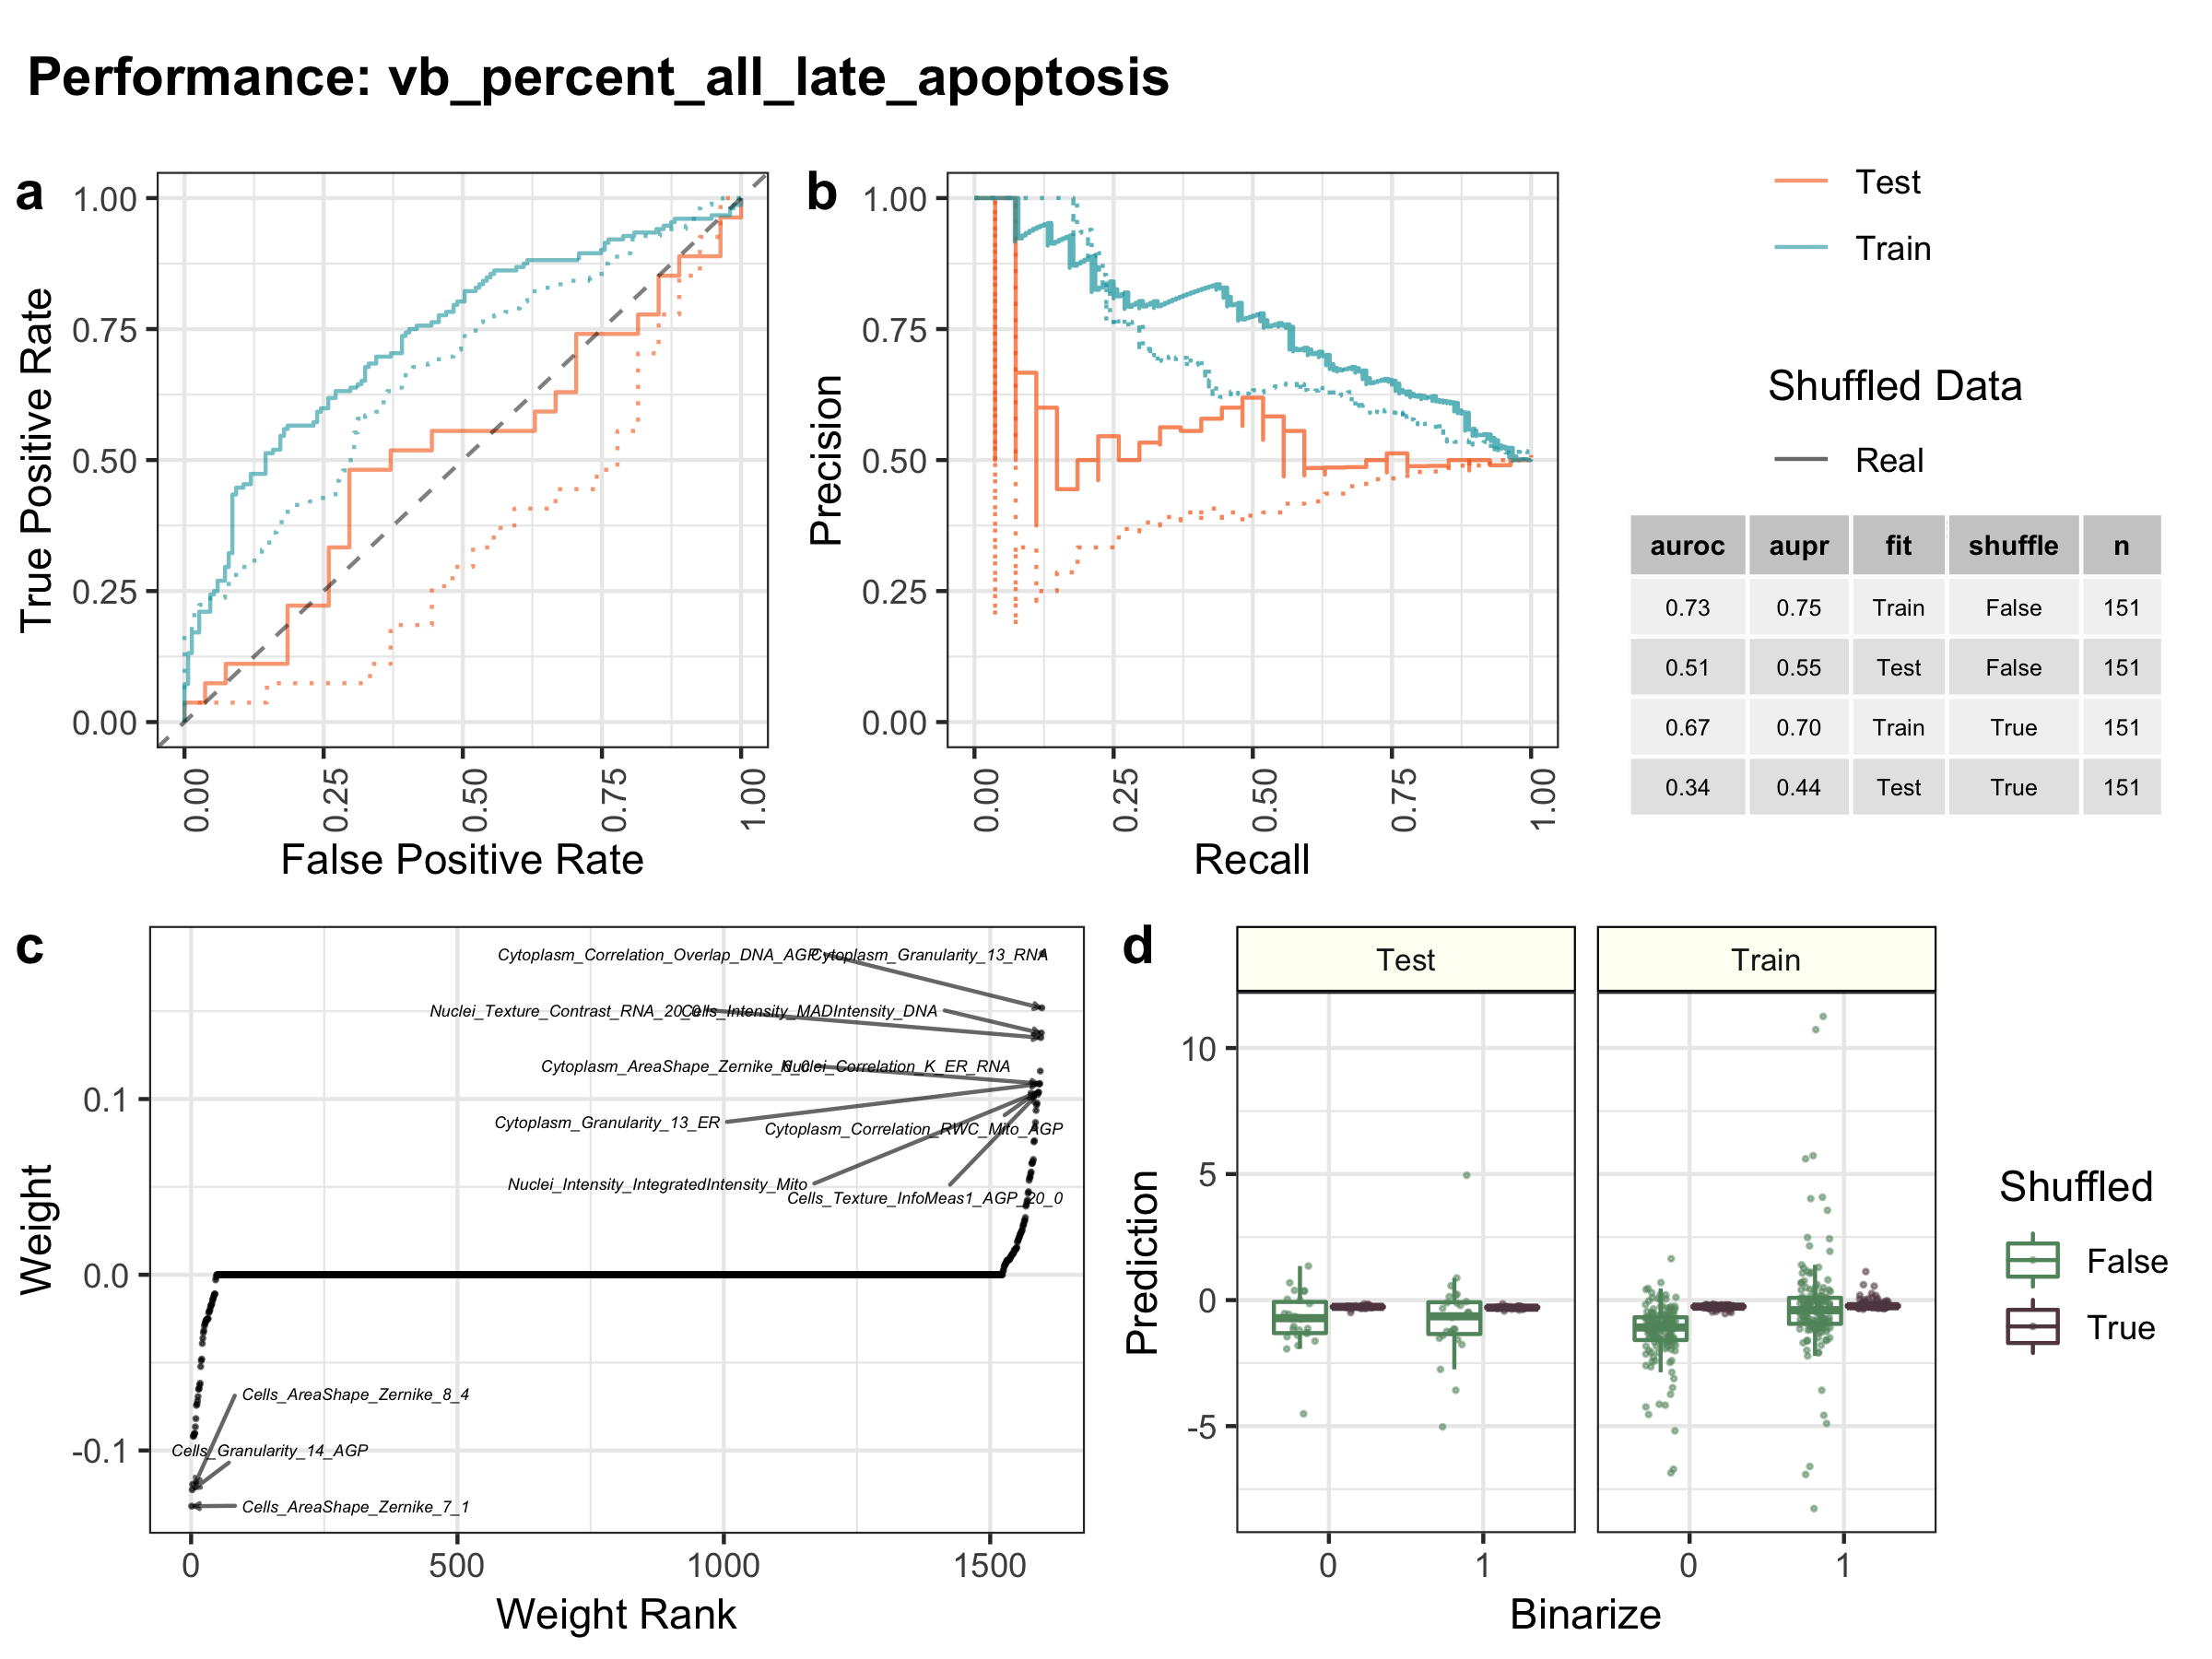 Performance: vb_percent_all_late_apoptosis
a
1.00
0.75
0.50
0.25
0.00
True Positive Rate
0.00
0.25
0.50
0.75
1.00
False Positive Rate
b
1.00
0.75
0.50
0.25
0.00
Precision
0.00
0.25
0.50
0.75
1.00
Recall
Test
Train
Shuffled Data
Real
auroc aupr fit shuffle n
0.73 0.75 Train False 151
0.51 0.55 Test False 151
0.67 0.70 Train True 151
0.34 0.44 Test True 151
c
Cytoplasm_Correlation_Overlap_DNA_AGP
Cytoplasm_Granularity_13_RNA
Nuclei_Texture_Contrast_RNA_20_0
Cells_Intensity_MADIntensity_DNA
Cytoplasm_AreaShape_Zernike_6_0
Nuclei_Correlation_K_ER_RNA
Cytoplasm_Granularity_13_ER
Cytoplasm_Correlation_RWC_Mito_AGP
Nuclei_Intensity_IntegratedIntensity_Mito
Cells_Texture_InfoMeas1_AGP_20_0
Cells_AreaShape_Zernike_8_4
Cells_Granularity_14_AGP
Cells_AreaShape_Zernike_7_1
0.1
0.0
-0.1
Weight
0
500
1000
1500
Weight Rank
d
Test
Train
10
5
0
-5
Prediction
0
1
0
1
Binarize
Shuffled
False
True